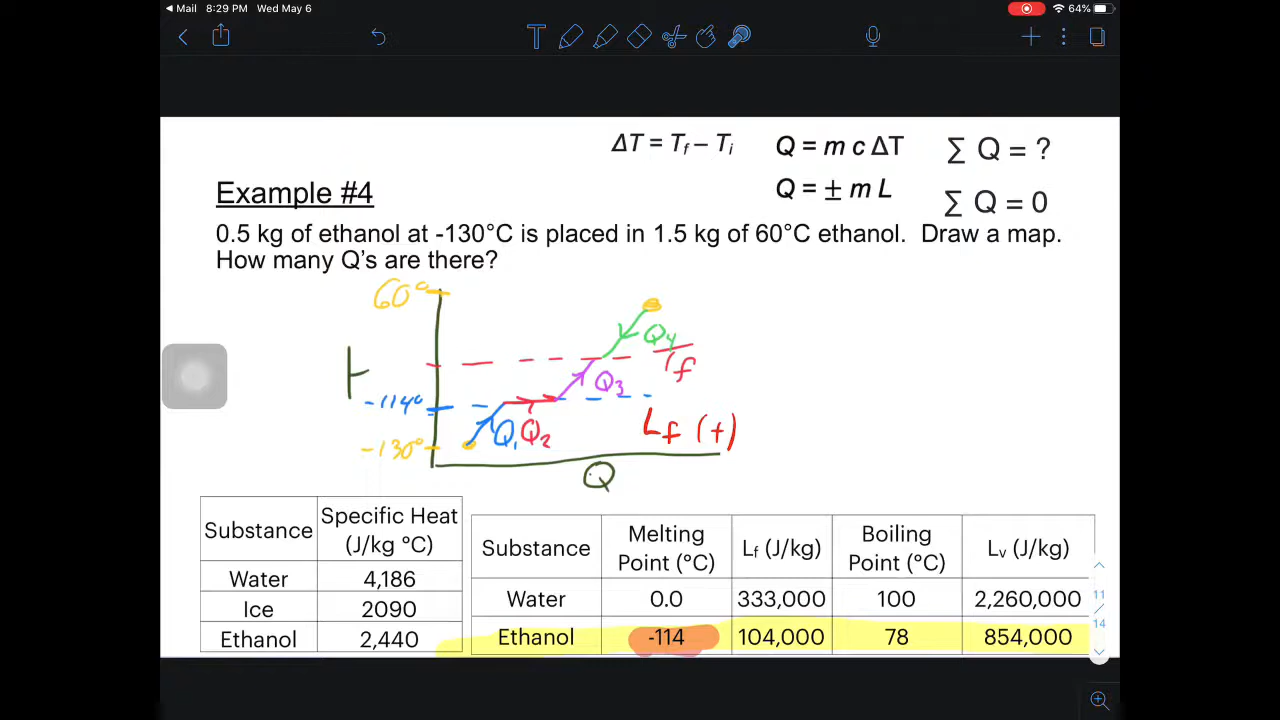 Mail 8:29 PM Wed May 6 64%
ΔT = Tf – Ti Q = m c ΔT ∑ Q = ?
Q = ± m L ∑ Q = 0
Example #4
0.5 kg of ethanol at -130°C is placed in 1.5 kg of 60°C ethanol. Draw a map.
How many Q's are there?
60°
Q4
Tf
T
Q3
-114°
Q1 Q2 Lf (+)
-130°
Q
Substance Specific Heat (J/kg °C)
Water 4,186
Ice 2090
Ethanol 2,440
Substance Melting Point (°C) Lf (J/kg) Boiling Point (°C) Lv (J/kg)
Water 0.0 333,000 100 2,260,000
Ethanol -114 104,000 78 854,000
11
/
14